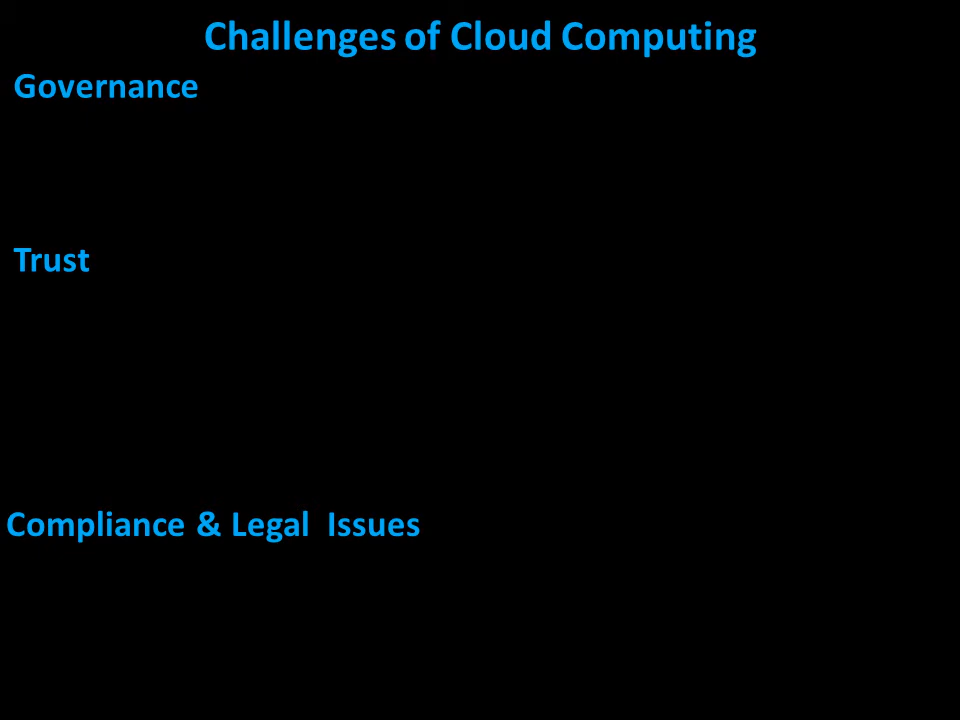 Challenges of Cloud Computing
Governance
Trust
Compliance & Legal  Issues